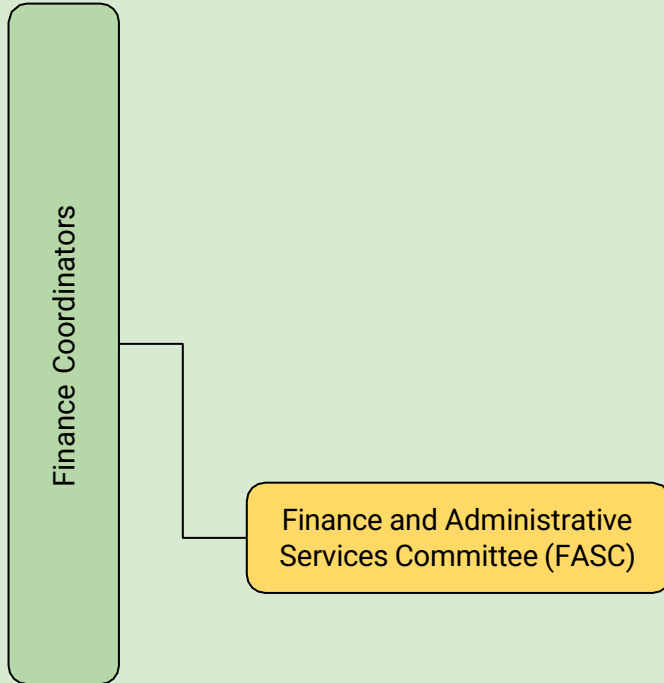 Finance Coordinators
Finance and Administrative
Services Committee (FASC)